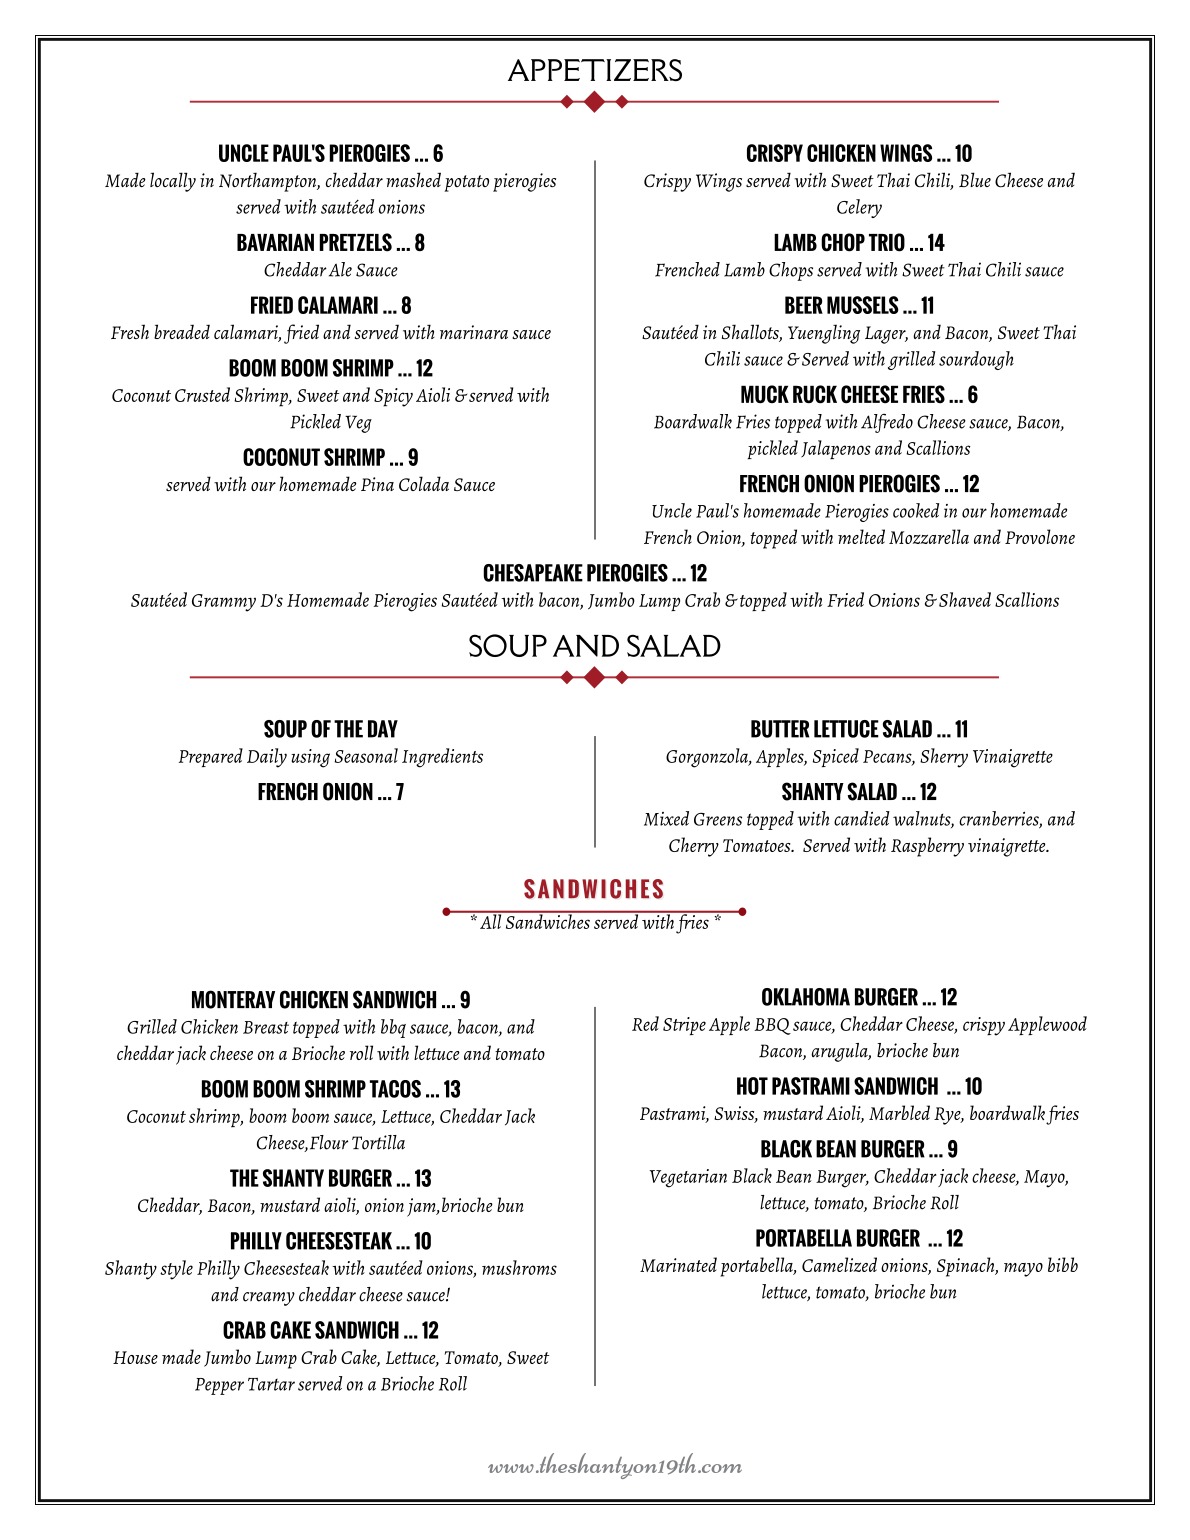 APPETIZERS
UNCLE PAUL'S PIEROGIES ... 6
Made locally in Northampton, cheddar mashed potato pierogies
served with sautéed onions
BAVARIAN PRETZELS ... 8
Cheddar Ale Sauce
FRIED CALAMARI ... 8
Fresh breaded calamari, fried and served with marinara sauce
BOOM BOOM SHRIMP ... 12
Coconut Crusted Shrimp, Sweet and Spicy Aioli & served with
Pickled Veg
COCONUT SHRIMP ... 9
served with our homemade Pina Colada Sauce
CRISPY CHICKEN WINGS ... 10
Crispy Wings served with Sweet Thai Chili, Blue Cheese and
Celery
LAMB CHOP TRIO ... 14
Frenched Lamb Chops served with Sweet Thai Chili sauce
BEER MUSSELS ... 11
Sautéed in Shallots, Yuengling Lager, and Bacon, Sweet Thai
Chili sauce & Served with grilled sourdough
MUCK RUCK CHEESE FRIES ... 6
Boardwalk Fries topped with Alfredo Cheese sauce, Bacon,
pickled Jalapenos and Scallions
FRENCH ONION PIEROGIES ... 12
Uncle Paul's homemade Pierogies cooked in our homemade
French Onion, topped with melted Mozzarella and Provolone
CHESAPEAKE PIEROGIES ... 12
Sautéed Grammy D's Homemade Pierogies Sautéed with bacon, Jumbo Lump Crab & topped with Fried Onions & Shaved Scallions
SOUP AND SALAD
SOUP OF THE DAY
Prepared Daily using Seasonal Ingredients
FRENCH ONION ... 7
BUTTER LETTUCE SALAD ... 11
Gorgonzola, Apples, Spiced Pecans, Sherry Vinaigrette
SHANTY SALAD ... 12
Mixed Greens topped with candied walnuts, cranberries, and
Cherry Tomatoes.  Served with Raspberry vinaigrette.
SANDWICHES
* All Sandwiches served with fries *
MONTERAY CHICKEN SANDWICH ... 9
Grilled Chicken Breast topped with bbq sauce, bacon, and
cheddar jack cheese on a Brioche roll with lettuce and tomato
BOOM BOOM SHRIMP TACOS ... 13
Coconut shrimp, boom boom sauce, Lettuce, Cheddar Jack
Cheese,Flour Tortilla
THE SHANTY BURGER ... 13
Cheddar, Bacon, mustard aioli, onion jam,brioche bun
PHILLY CHEESESTEAK ... 10
Shanty style Philly Cheesesteak with sautéed onions, mushroms
and creamy cheddar cheese sauce!
CRAB CAKE SANDWICH ... 12
House made Jumbo Lump Crab Cake, Lettuce, Tomato, Sweet
Pepper Tartar served on a Brioche Roll
OKLAHOMA BURGER ... 12
Red Stripe Apple BBQ sauce, Cheddar Cheese, crispy Applewood
Bacon, arugula, brioche bun
HOT PASTRAMI SANDWICH  ... 10
Pastrami, Swiss, mustard Aioli, Marbled Rye, boardwalk fries
BLACK BEAN BURGER ... 9
Vegetarian Black Bean Burger, Cheddar jack cheese, Mayo,
lettuce, tomato, Brioche Roll
PORTABELLA BURGER  ... 12
Marinated portabella, Camelized onions, Spinach, mayo bibb
lettuce, tomato, brioche bun
www.theshantyon19th.com